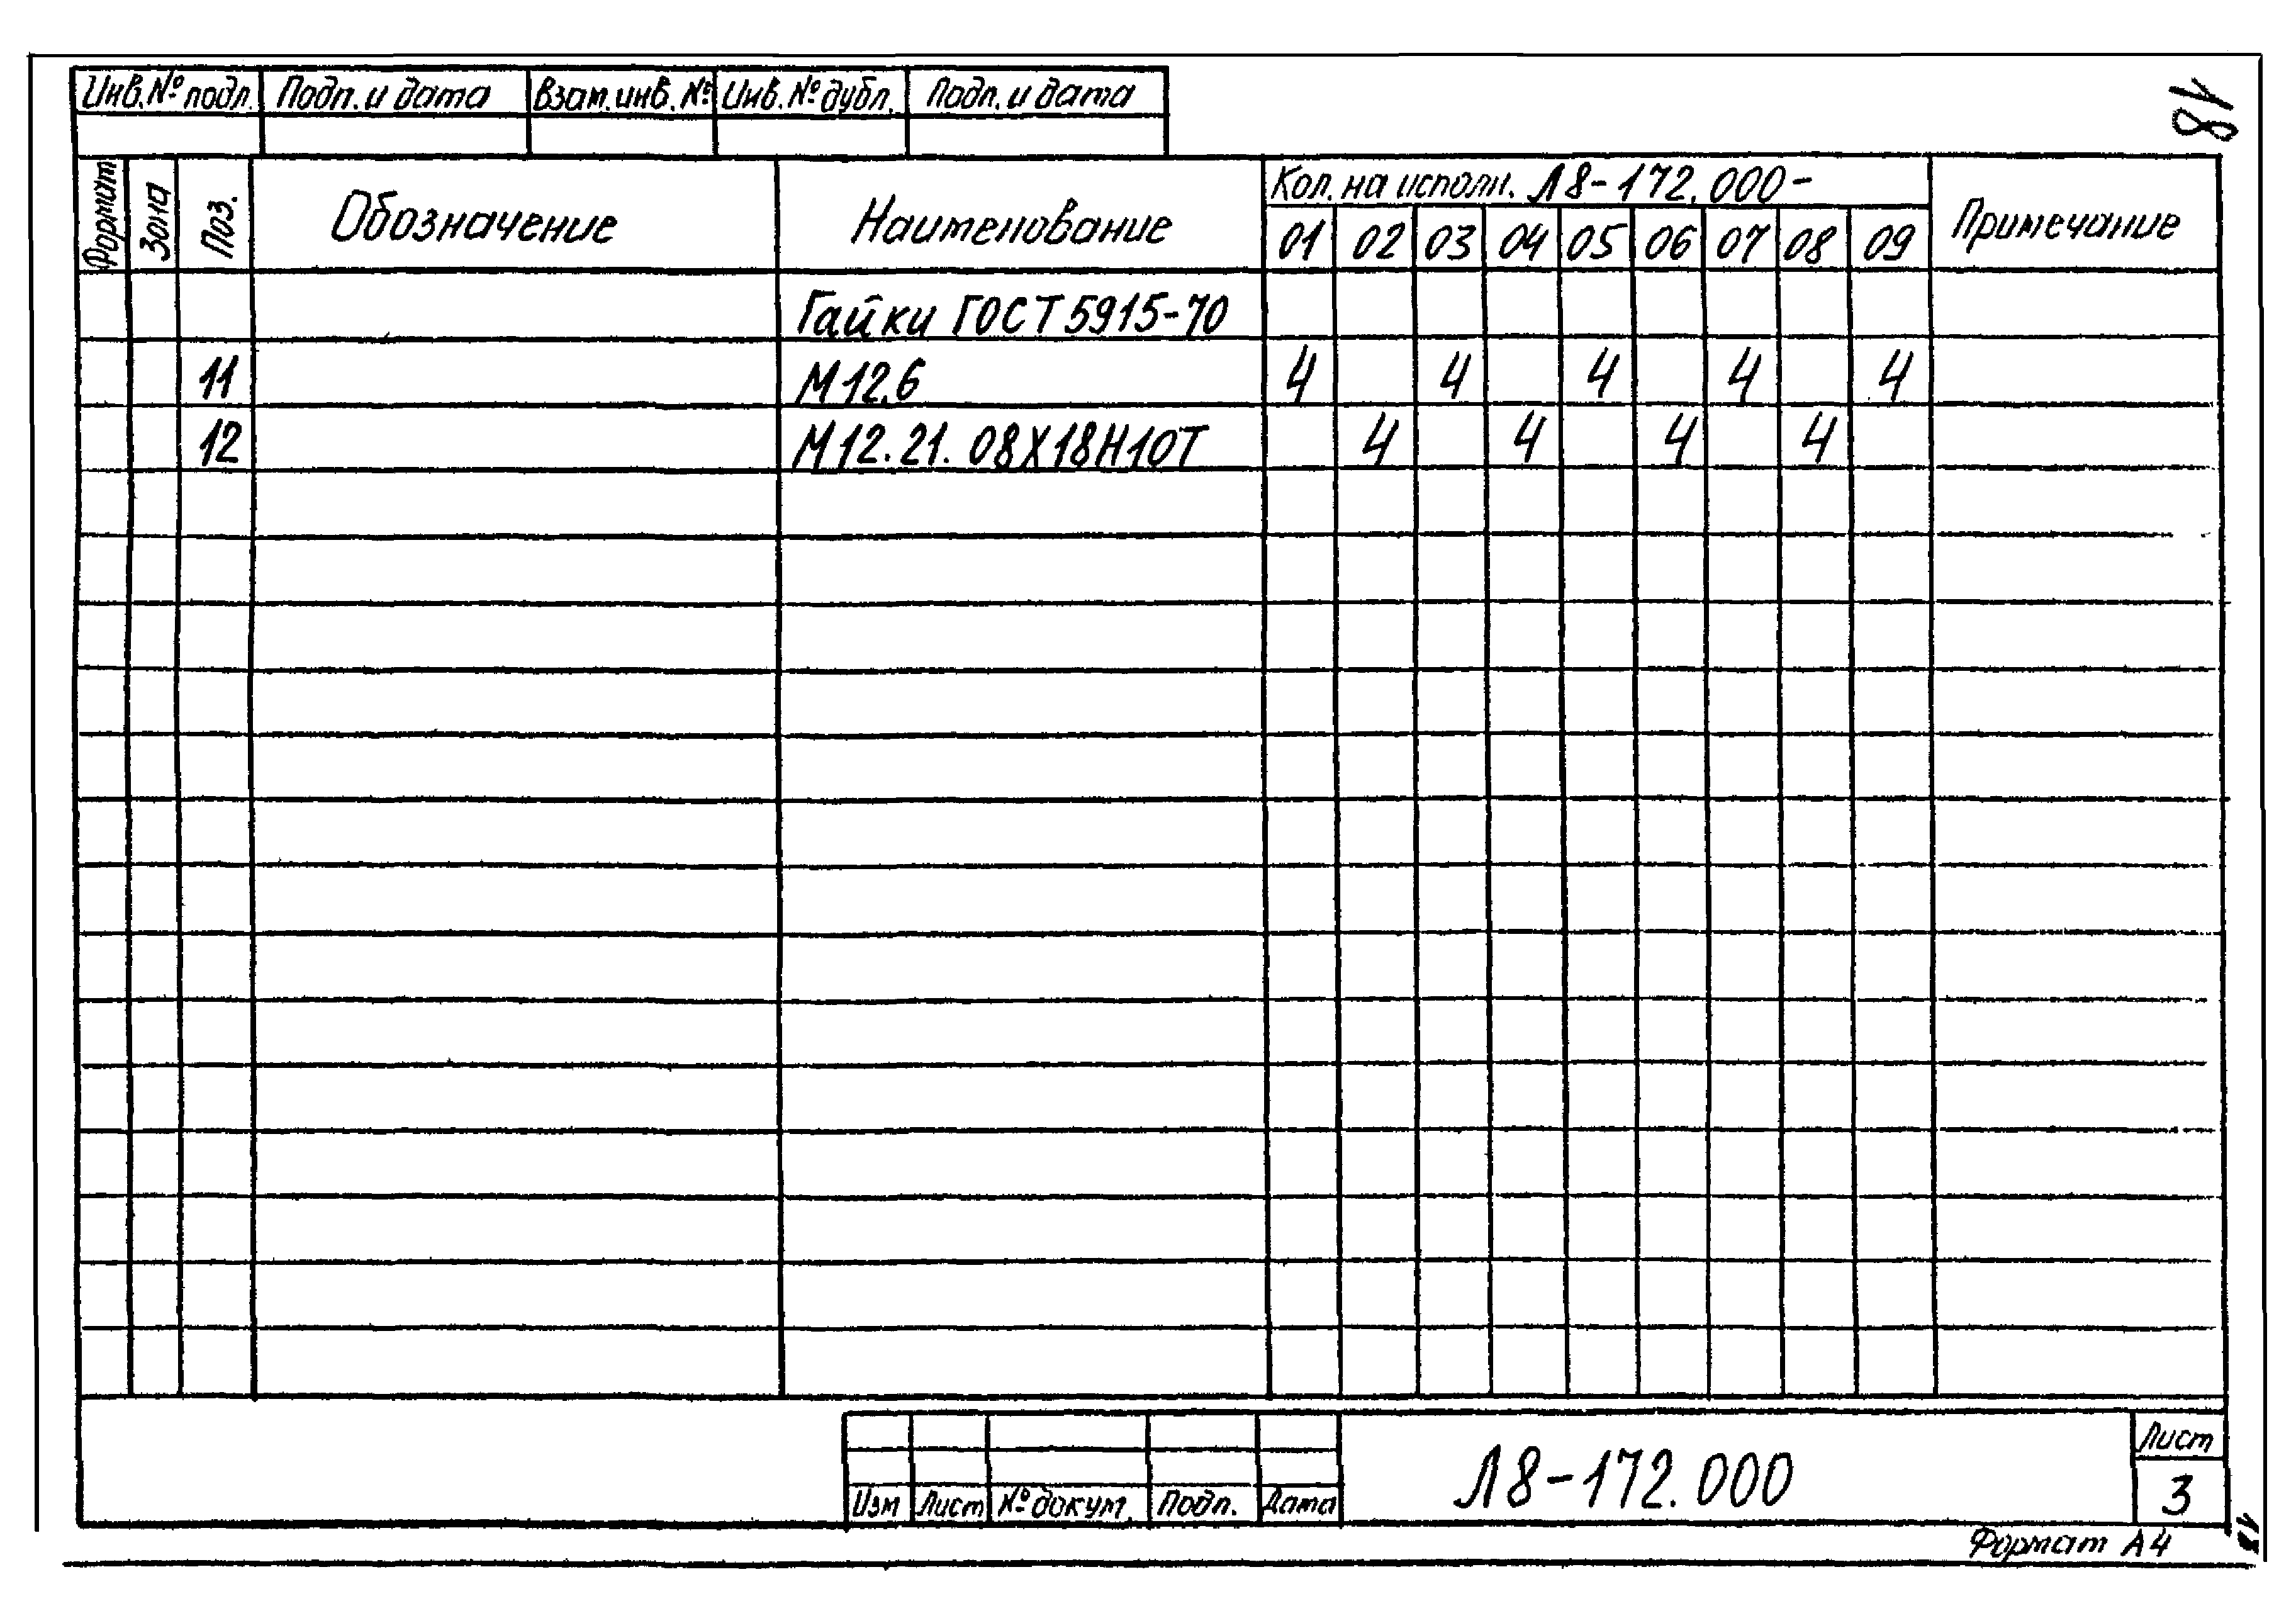 Инв.№ подл. Подп. и дата Взам. инв. № Инв. № дубл. Подп. и дата
18
Формат Зона Поз. Обозначение Наименование Кол. на исполн. Л8-172.000- Примечание
01 02 03 04 05 06 07 08 09
Гайки ГОСТ 5915-70
11 М12.6 4 4 4 4 4
12 М12.21.08Х18Н10Т 4 4 4 4
Л8-172.000
Лист
3
Изм Лист № докум. Подп. Дата
Формат А4
18